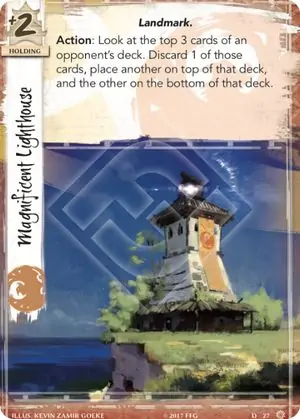 +2
HOLDING
Landmark.
Action: Look at the top 3 cards of an
opponent's deck. Discard 1 of those
cards, place another on top of that deck,
and the other on the bottom of that deck.
Magnificent Lighthouse
ILLUS: KEVIN ZAMIR GOEKE
© 2017 FFG
D 27